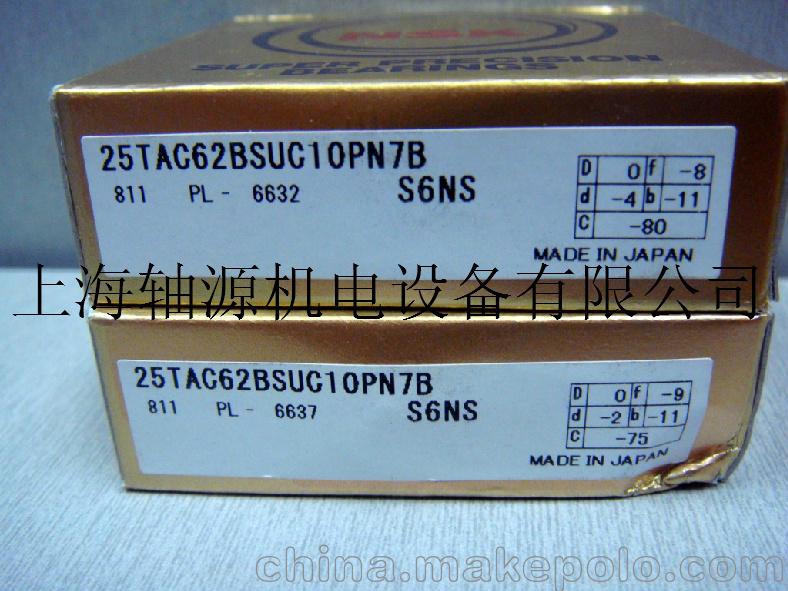 NSK
SUPER PRECISION
BEARINGS
25TAC62BSUC10PN7B
811 PL - 6632 S6NS
D 0 f -8
d -4 b -11
C -80
MADE IN JAPAN
上海轴源机电设备有限公司
25TAC62BSUC10PN7B
811 PL - 6637 S6NS
D 0 f -9
d -2 b -11
C -75
MADE IN JAPAN
china.makepolo.com